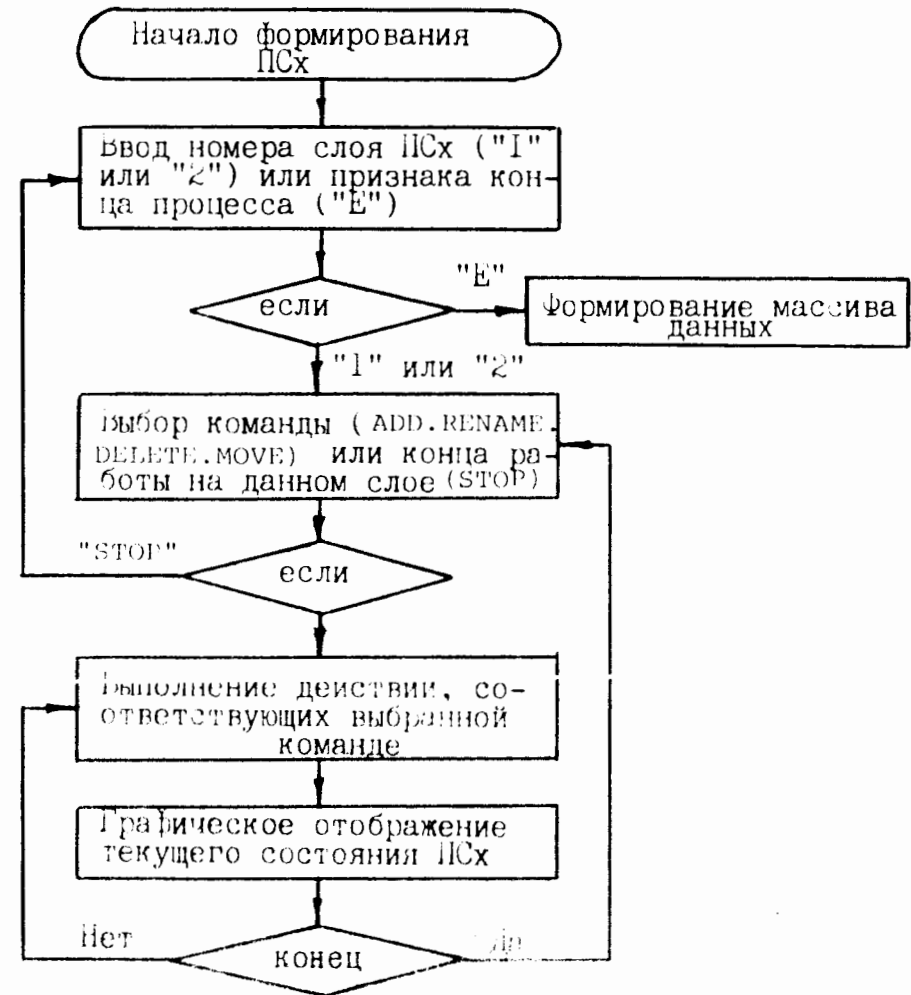 Начало формирования
ПСх
Ввод номера слоя ПСх ("I"
или "2") или признака кон-
ца процесса ("Е")
"Е"
если
Формирование массива
данных
"1" или "2"
Выбор команды (ADD.RENAME.
DELETE.MOVE) или конца ра-
боты на данном слое (STOP)
"STOP"
если
Выполнение действий, со-
ответствующих выбранной
команде
Графическое отображение
текущего состояния ПСх
Нет
Да
конец